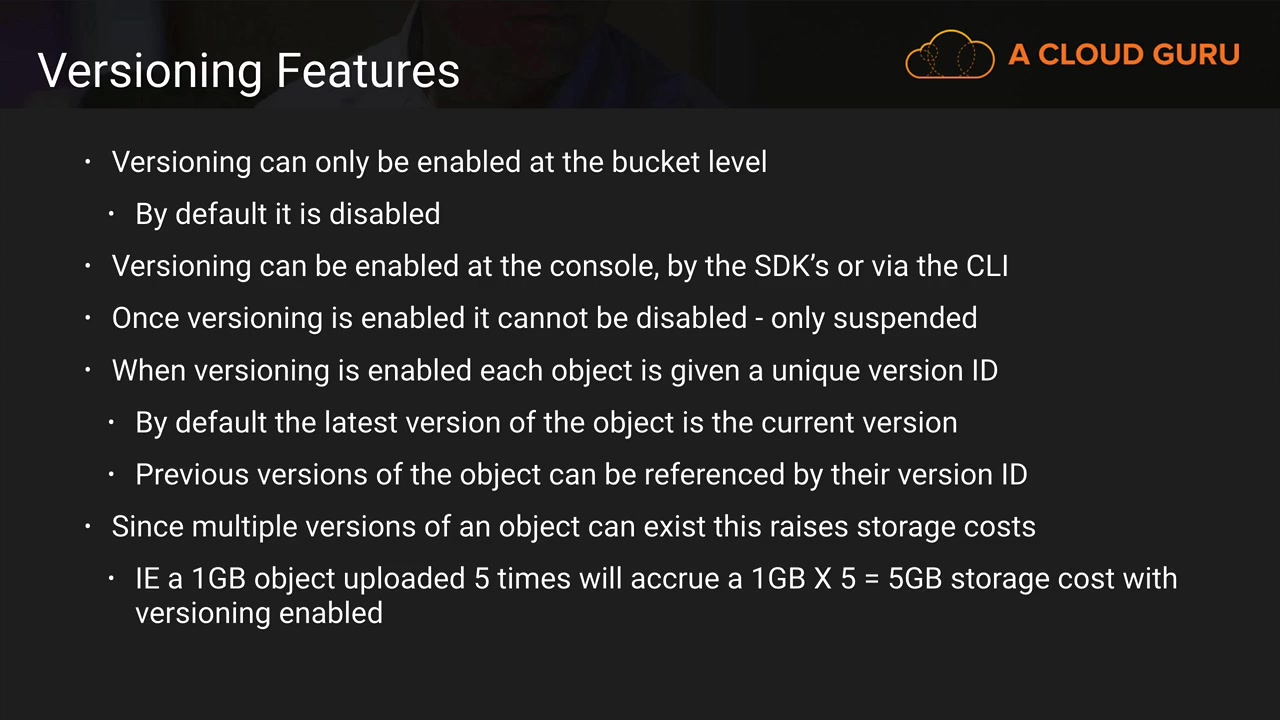 Versioning Features
A CLOUD GURU
· Versioning can only be enabled at the bucket level
· By default it is disabled
· Versioning can be enabled at the console, by the SDK’s or via the CLI
· Once versioning is enabled it cannot be disabled - only suspended
· When versioning is enabled each object is given a unique version ID
· By default the latest version of the object is the current version
· Previous versions of the object can be referenced by their version ID
· Since multiple versions of an object can exist this raises storage costs
· IE a 1GB object uploaded 5 times will accrue a 1GB X 5 = 5GB storage cost with
versioning enabled